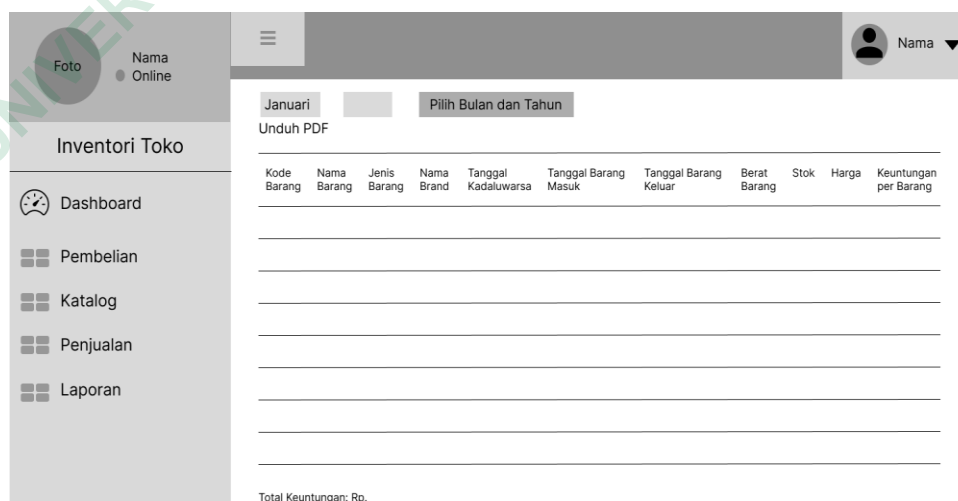 Foto
Nama
Online
Inventori Toko
Dashboard
Pembelian
Katalog
Penjualan
Laporan
Nama
Januari
Pilih Bulan dan Tahun
Unduh PDF
Kode Barang
Nama Barang
Jenis Barang
Nama Brand
Tanggal Kadaluwarsa
Tanggal Barang Masuk
Tanggal Barang Keluar
Berat Barang
Stok
Harga
Keuntungan per Barang
Total Keuntungan: Rp.